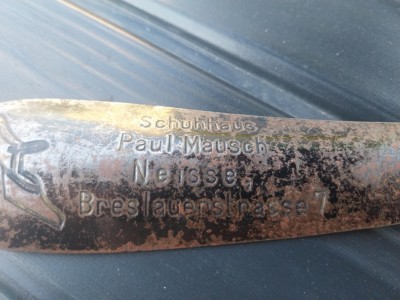 Schuhhaus
Paul Mausch
Neisse,
Breslauerstrasse 7